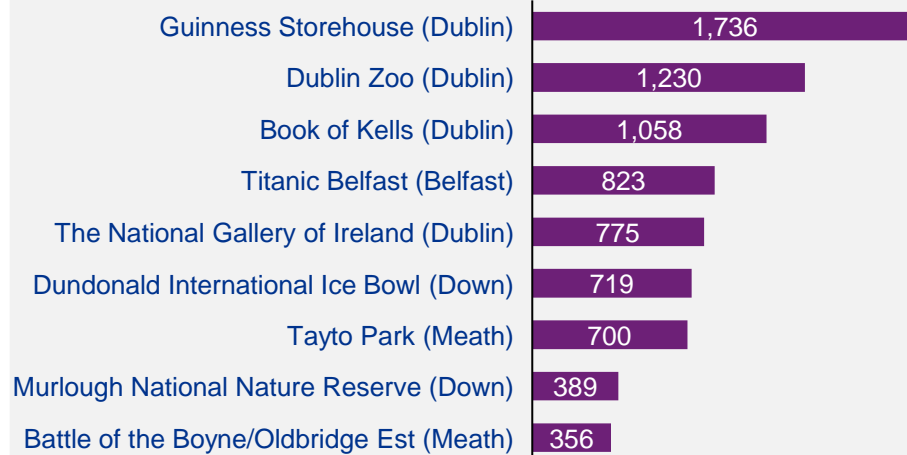 Guinness Storehouse (Dublin) 1,736
Dublin Zoo (Dublin) 1,230
Book of Kells (Dublin) 1,058
Titanic Belfast (Belfast) 823
The National Gallery of Ireland (Dublin) 775
Dundonald International Ice Bowl (Down) 719
Tayto Park (Meath) 700
Murlough National Nature Reserve (Down) 389
Battle of the Boyne/Oldbridge Est (Meath) 356